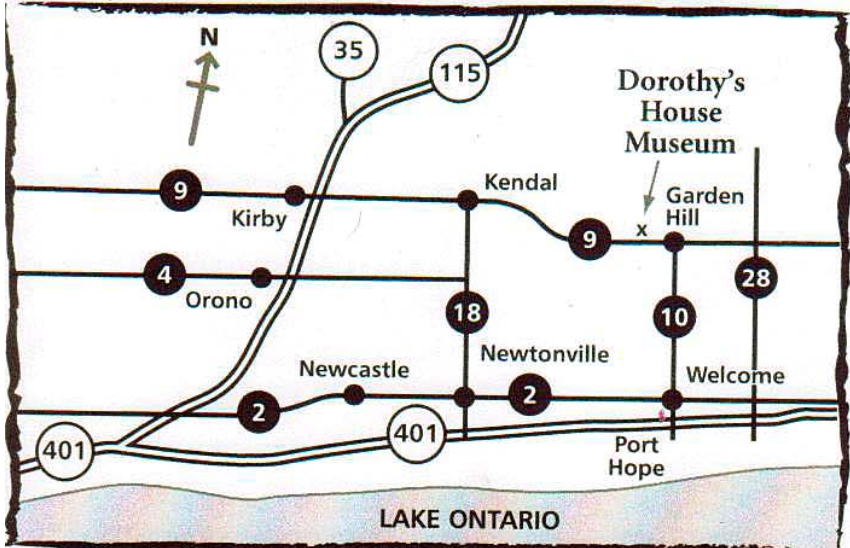 N
35
115
Dorothy's
House
Museum
9
Kirby
Kendal
Garden
Hill
x
9
4
Orono
18
10
28
Newcastle
Newtonville
Welcome
2
2
401
401
Port
Hope
LAKE ONTARIO